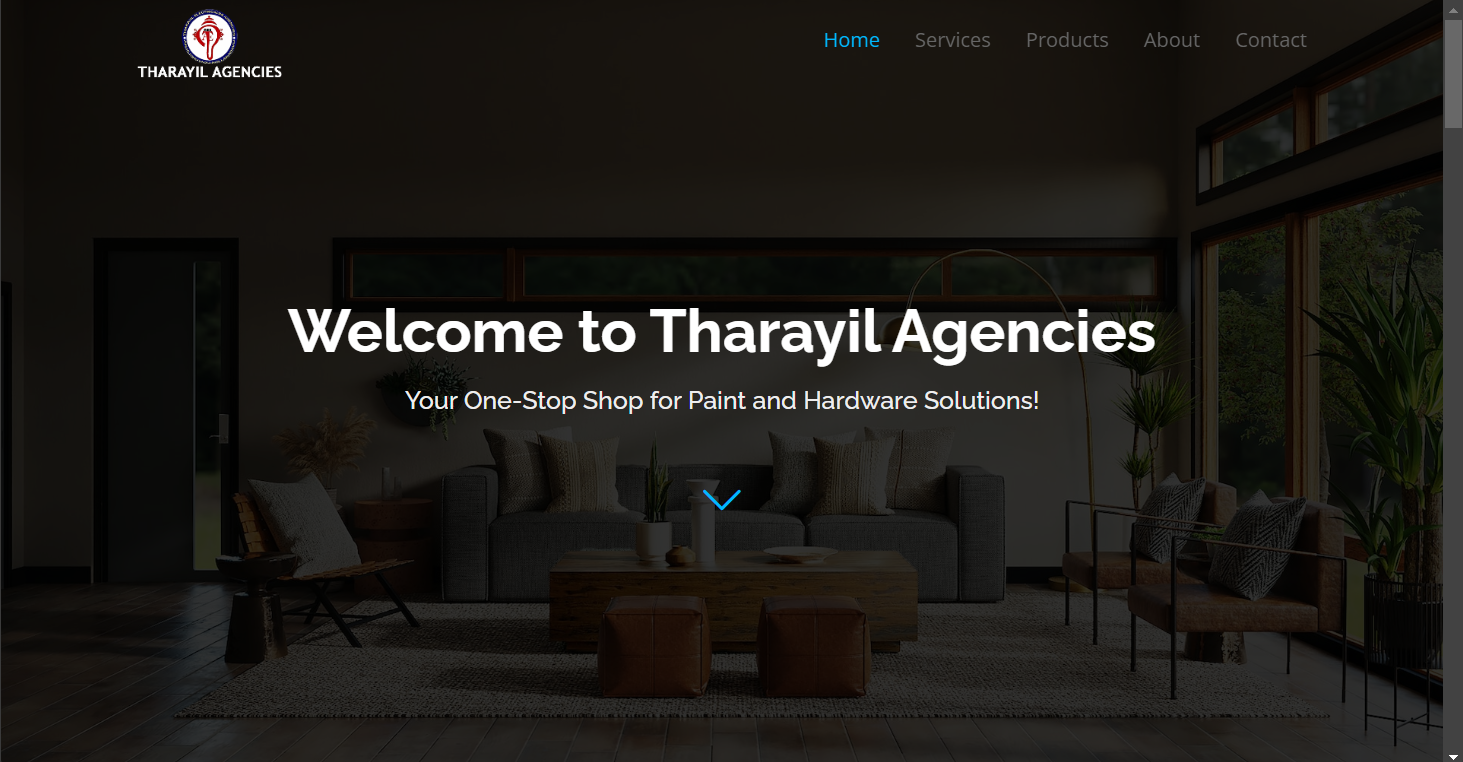 THARAYIL AGENCIES
Home Services Products About Contact
Welcome to Tharayil Agencies
Your One-Stop Shop for Paint and Hardware Solutions!